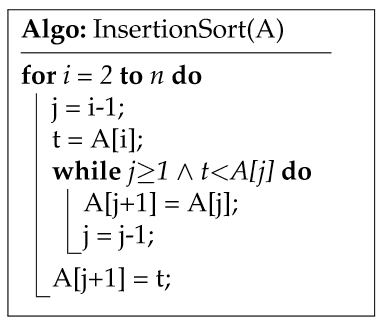 Algo: InsertionSort(A)
for i = 2 to n do
j = i-1;
t = A[i];
while j≥1 ∧ t<A[j] do
A[j+1] = A[j];
j = j-1;
A[j+1] = t;